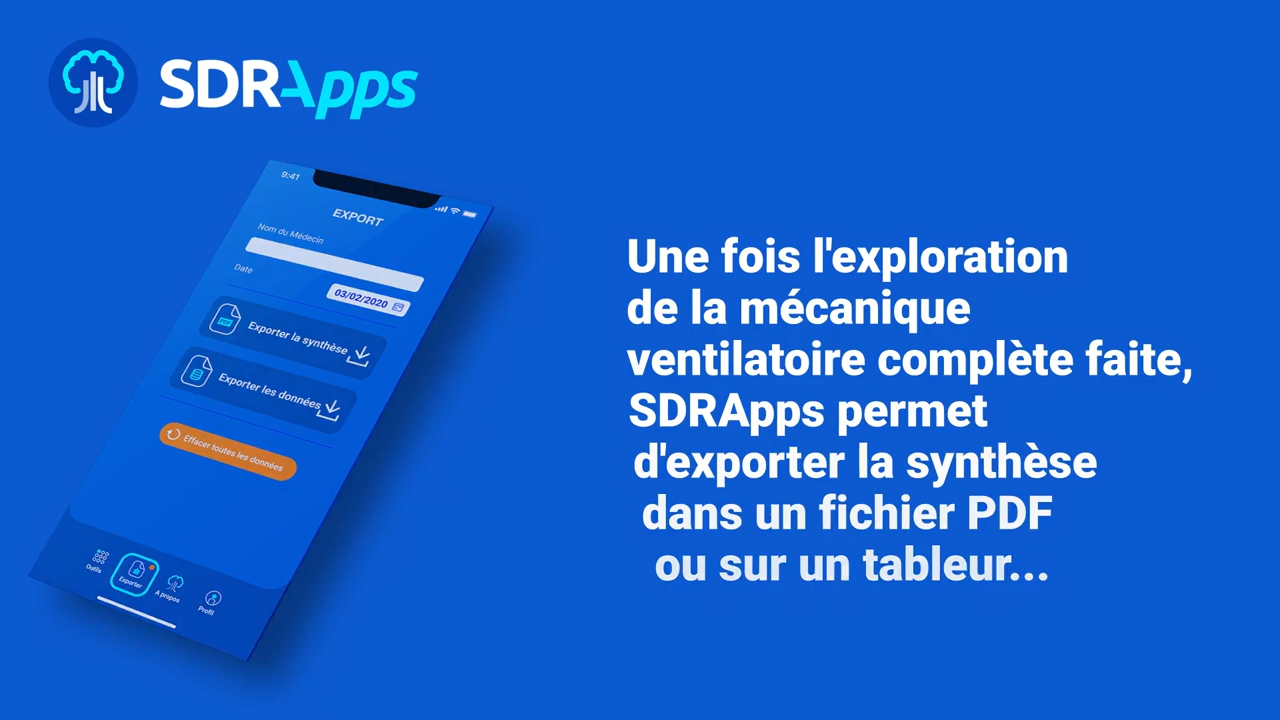 SDRApps
9:41
EXPORT
Nom du Médecin
Date
03/02/2020
PDF
Exporter la synthèse
Exporter les données
Effacer toutes les données
Outils
Exporter
A propos
Profil
Une fois l'exploration
de la mécanique
ventilatoire complète faite,
SDRApps permet
d'exporter la synthèse
dans un fichier PDF
ou sur un tableur...